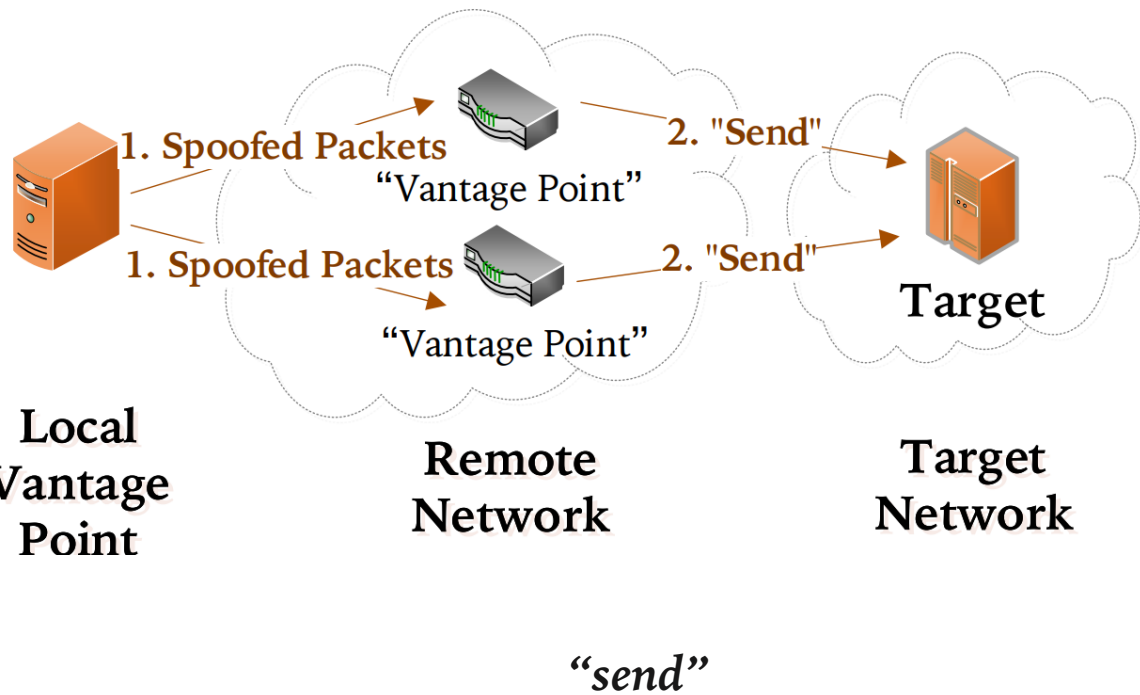 1. Spoofed Packets
2. "Send"
“Vantage Point”
1. Spoofed Packets
2. "Send"
“Vantage Point”
Target
Local
Vantage
Point
Remote
Network
Target
Network
“send”